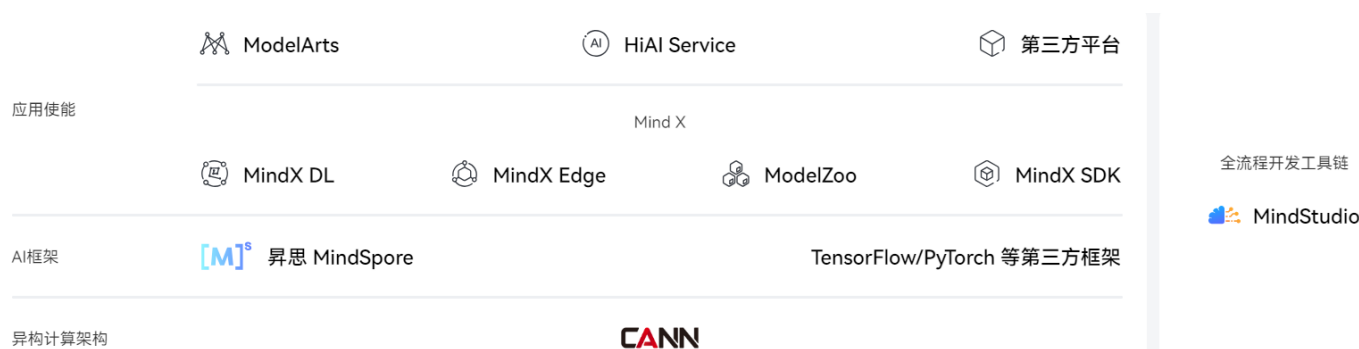 ModelArts
AI
HiAI Service
第三方平台
应用使能
Mind X
MindX DL
MindX Edge
ModelZoo
MindX SDK
AI框架
[M]s
昇思 MindSpore
TensorFlow/PyTorch 等第三方框架
异构计算架构
CANN
全流程开发工具链
MindStudio